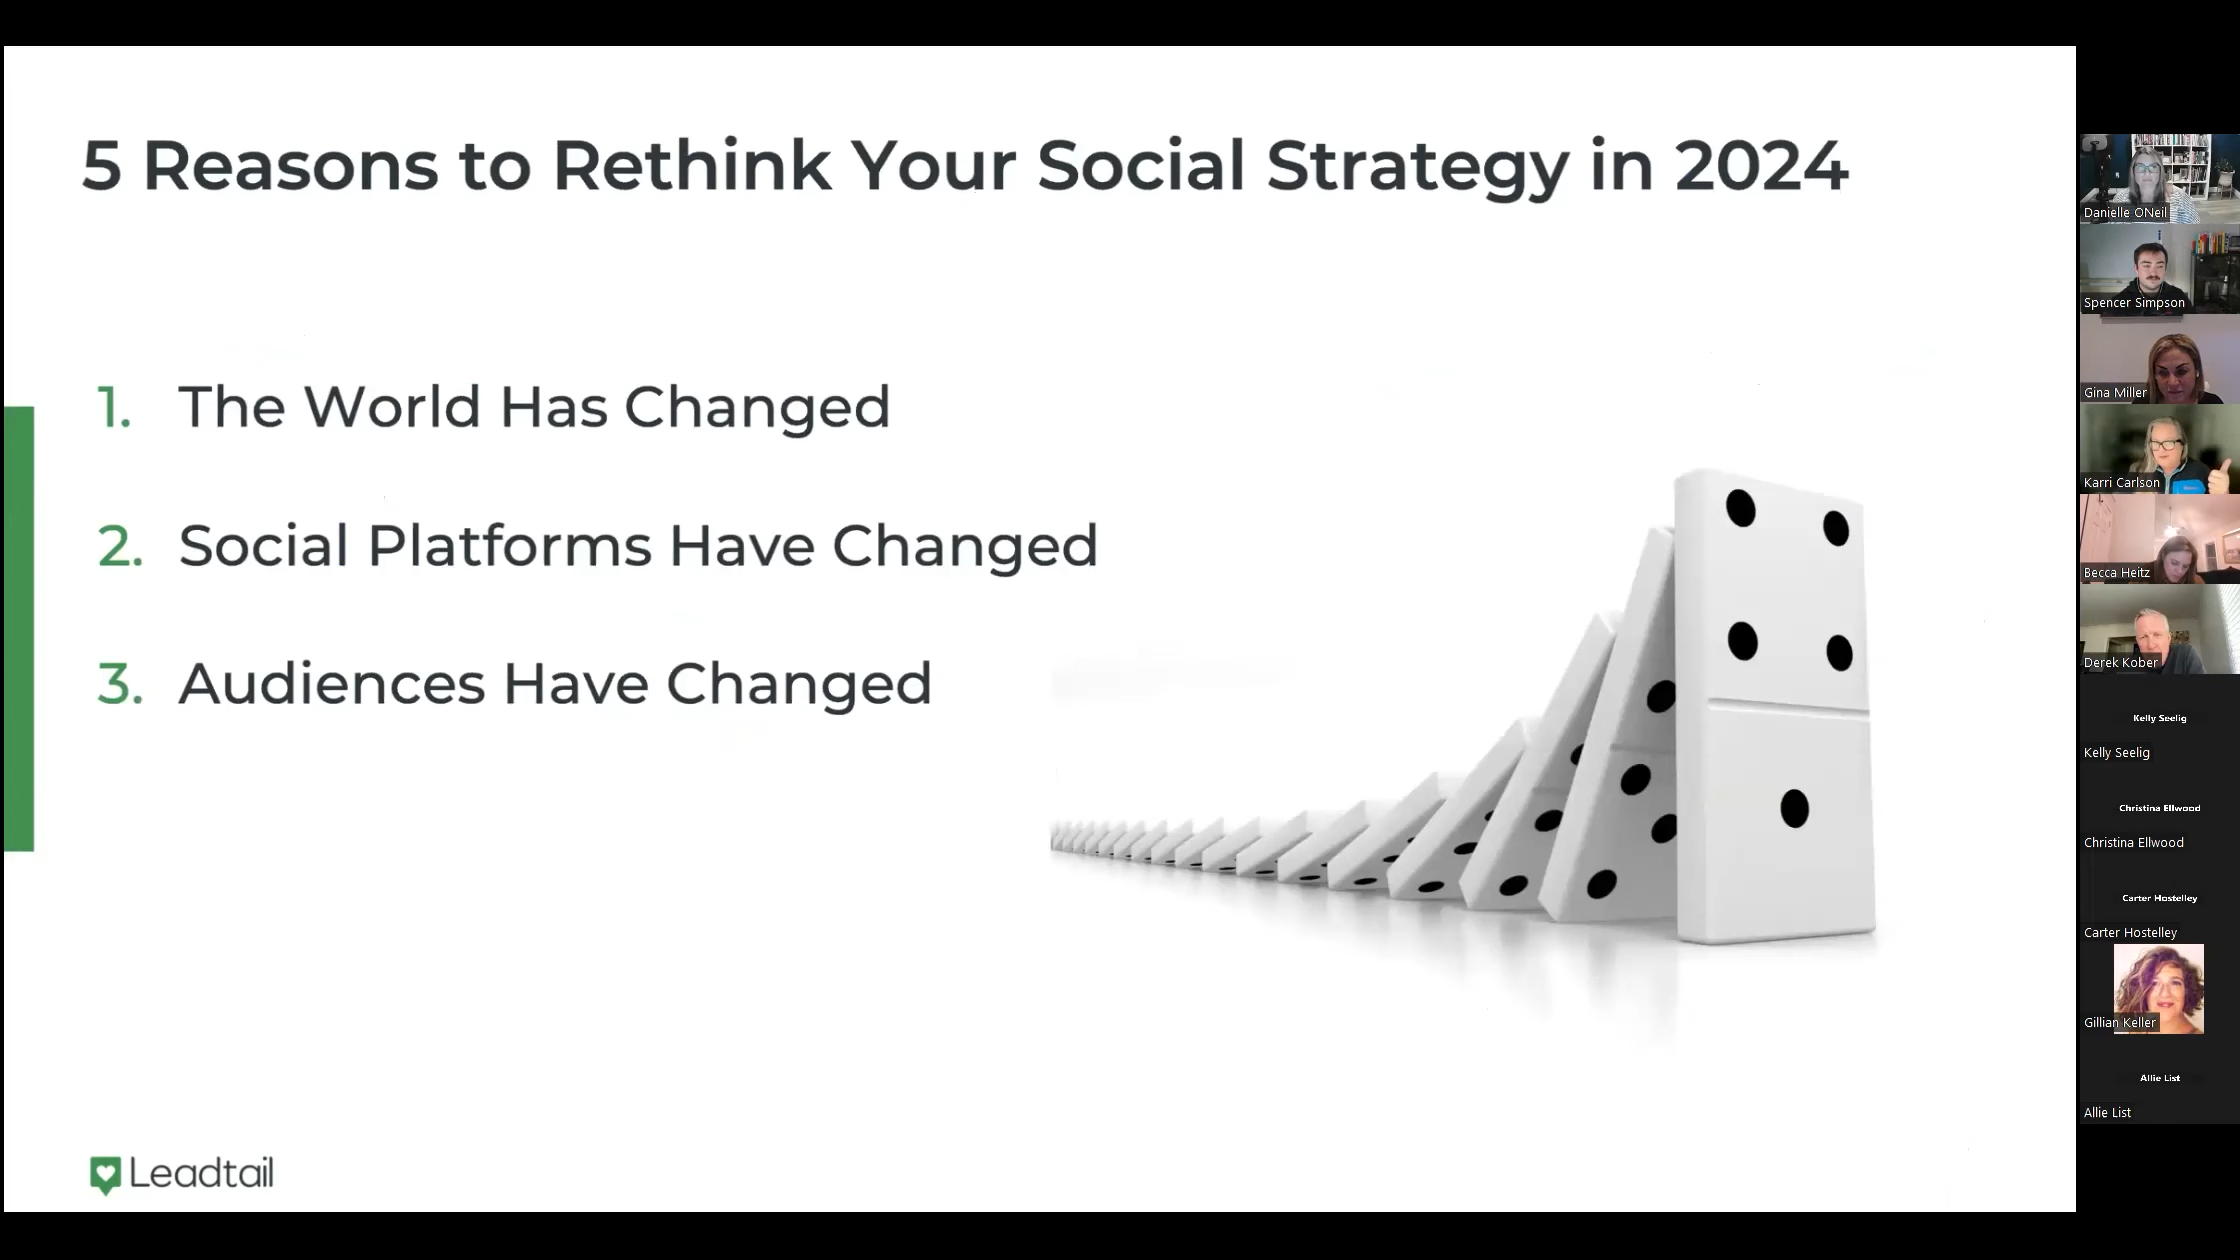 5 Reasons to Rethink Your Social Strategy in 2024
1. The World Has Changed
2. Social Platforms Have Changed
3. Audiences Have Changed
Leadtail
Danielle ONeil
Spencer Simpson
Gina Miller
Karri Carlson
Becca Heitz
Derek Kober
Kelly Seelig
Kelly Seelig
Christina Ellwood
Christina Ellwood
Carter Hostelley
Carter Hostelley
Gillian Keller
Allie List
Allie List